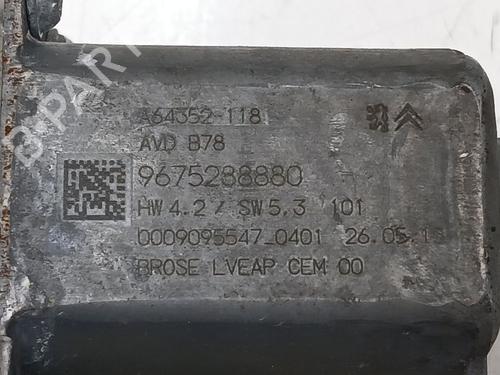 A64352-118
AVD B78
9675288880
HW 4.2 / SW 5.3 101
0009095547_0401 26.05.1
BROSE LVEAP CEM 00
B-PARTS